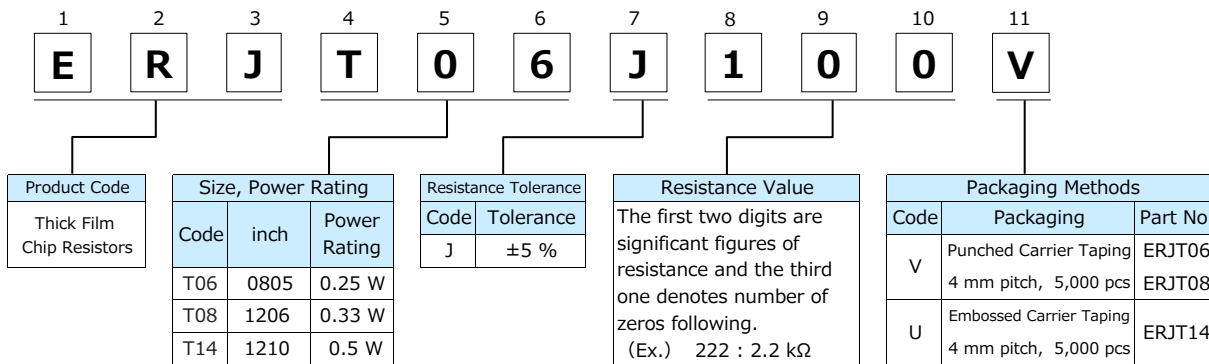 1 2 3 4 5 6 7 8 9 10 11
E R J T 0 6 J 1 0 0 V
Product Code
Thick Film
Chip Resistors
Size, Power Rating
Code inch Power Rating
T06 0805 0.25 W
T08 1206 0.33 W
T14 1210 0.5 W
Resistance Tolerance
Code Tolerance
J ±5 %
Resistance Value
The first two digits are
significant figures of
resistance and the third
one denotes number of
zeros following.
(Ex.) 222 : 2.2 kΩ
Packaging Methods
Code Packaging Part No
V Punched Carrier Taping ERJT06
4 mm pitch, 5,000 pcs ERJT08
U Embossed Carrier Taping ERJT14
4 mm pitch, 5,000 pcs